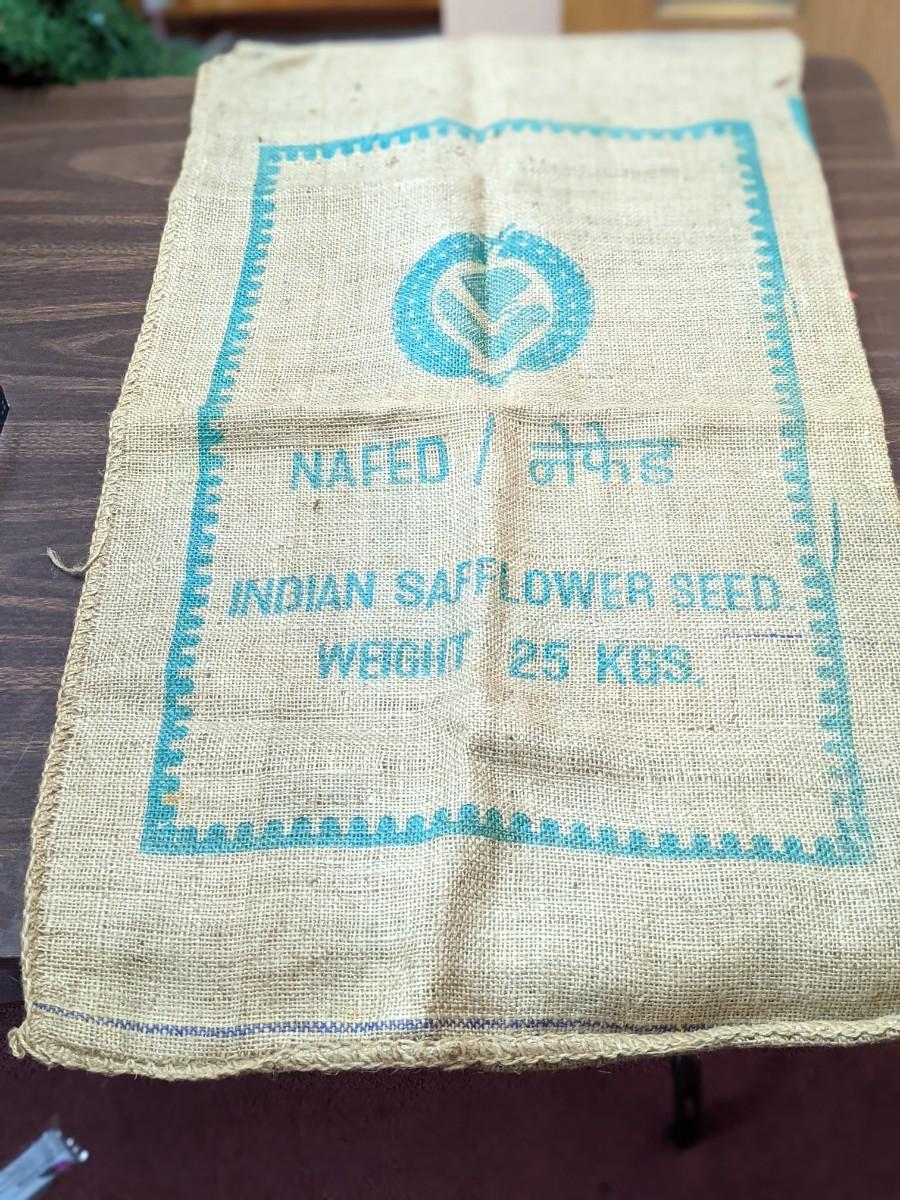 NAFED / नेफेड
INDIAN SAFFLOWER SEED.
WEIGHT 25 KGS.